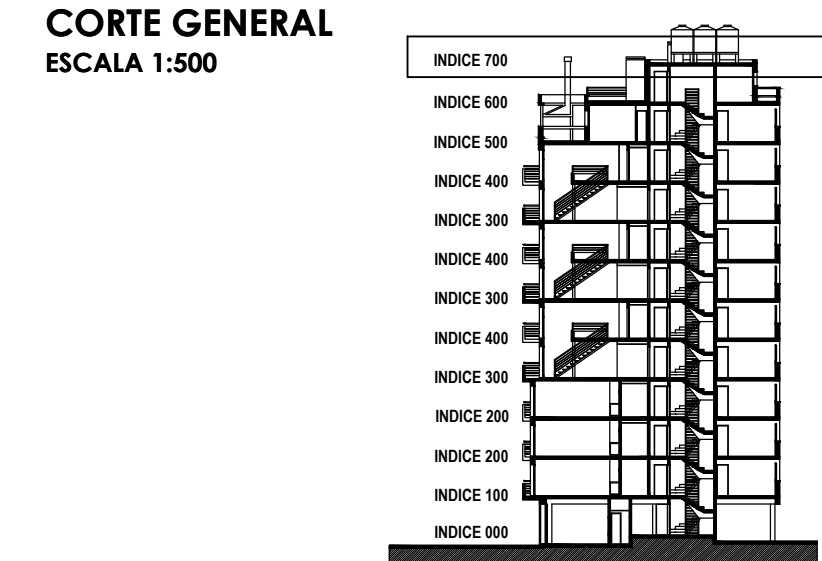 CORTE GENERAL
ESCALA 1:500
INDICE 700
INDICE 600
INDICE 500
INDICE 400
INDICE 300
INDICE 400
INDICE 300
INDICE 400
INDICE 300
INDICE 200
INDICE 200
INDICE 100
INDICE 000